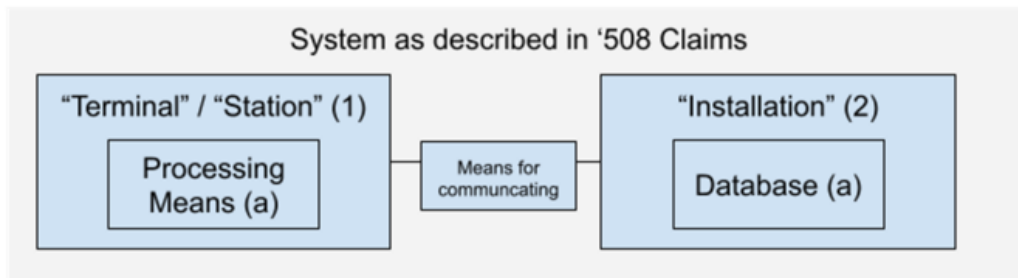 System as described in ‘508 Claims
“Terminal” / “Station” (1)
Processing
Means (a)
Means for
communcating
“Installation” (2)
Database (a)